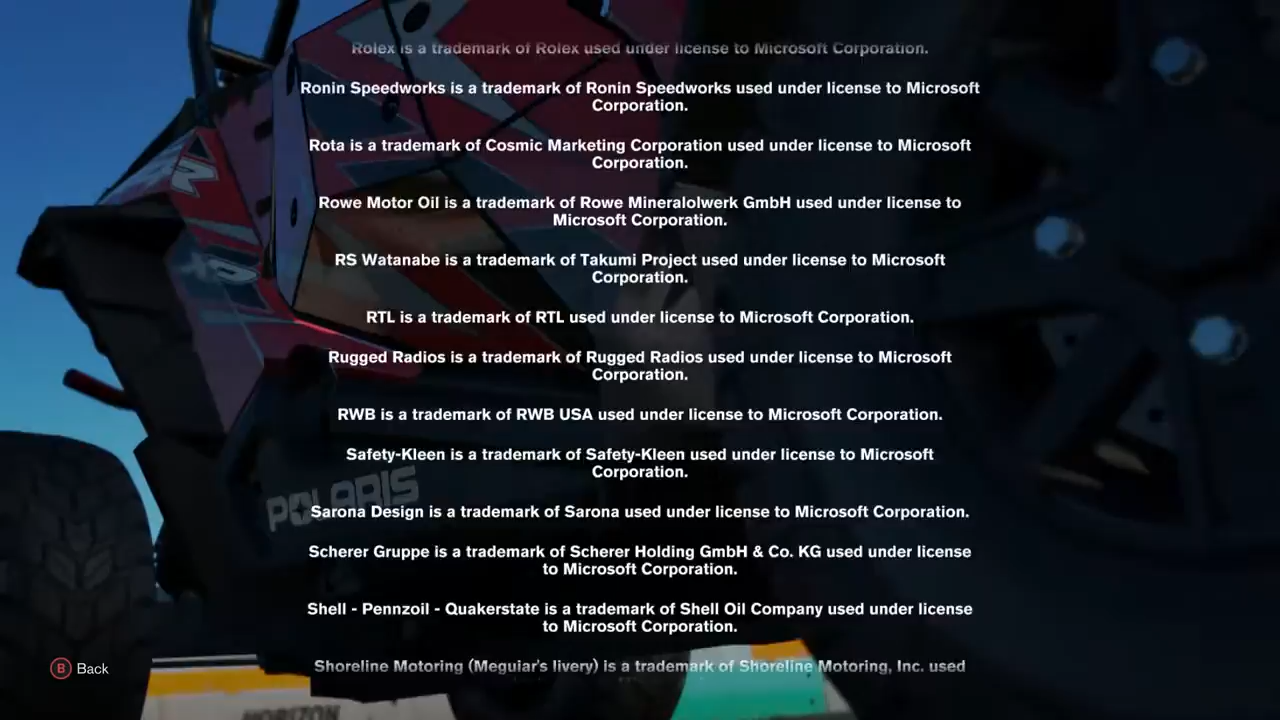 Rolex is a trademark of Rolex used under license to Microsoft Corporation.
Ronin Speedworks is a trademark of Ronin Speedworks used under license to Microsoft
Corporation.
Rota is a trademark of Cosmic Marketing Corporation used under license to Microsoft
Corporation.
Rowe Motor Oil is a trademark of Rowe Mineralolwerk GmbH used under license to
Microsoft Corporation.
RS Watanabe is a trademark of Takumi Project used under license to Microsoft
Corporation.
RTL is a trademark of RTL used under license to Microsoft Corporation.
Rugged Radios is a trademark of Rugged Radios used under license to Microsoft
Corporation.
RWB is a trademark of RWB USA used under license to Microsoft Corporation.
Safety-Kleen is a trademark of Safety-Kleen used under license to Microsoft
Corporation.
POLARIS
Sarona Design is a trademark of Sarona used under license to Microsoft Corporation.
Scherer Gruppe is a trademark of Scherer Holding GmbH & Co. KG used under license
to Microsoft Corporation.
Shell - Pennzoil - Quakerstate is a trademark of Shell Oil Company used under license
to Microsoft Corporation.
Shoreline Motoring (Meguiar's livery) is a trademark of Shoreline Motoring, Inc. used
B Back
HORIZON